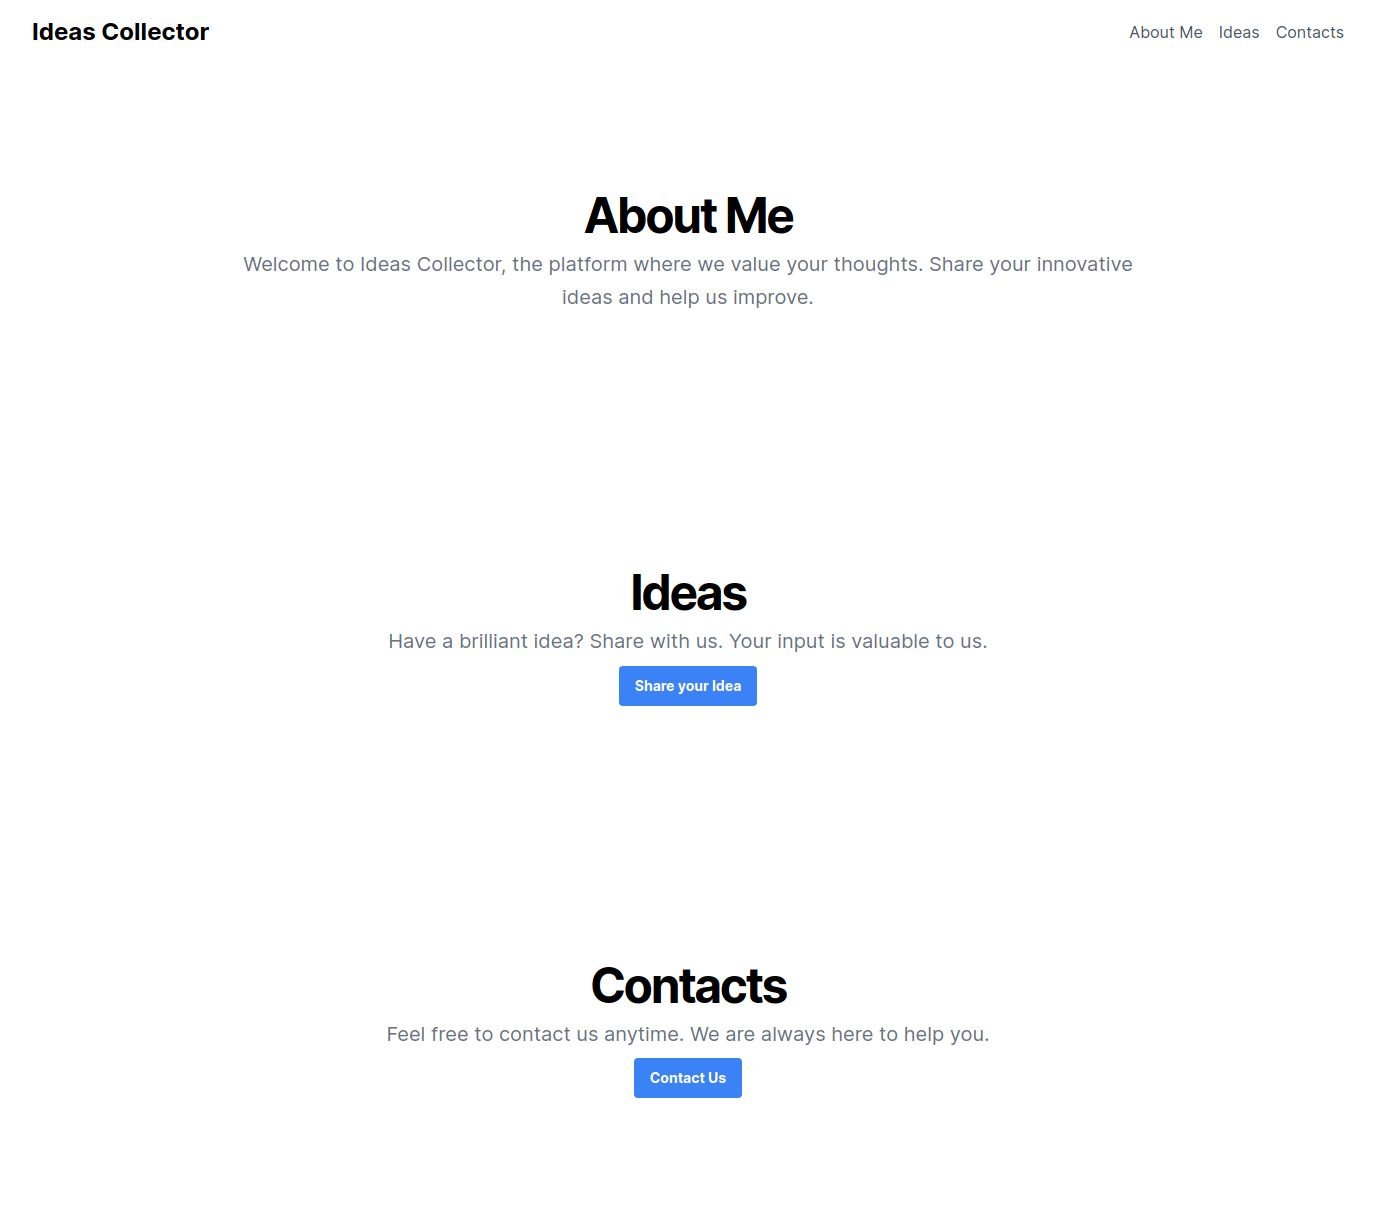 Ideas Collector
About Me Ideas Contacts
About Me
Welcome to Ideas Collector, the platform where we value your thoughts. Share your innovative
ideas and help us improve.
Ideas
Have a brilliant idea? Share with us. Your input is valuable to us.
Share your Idea
Contacts
Feel free to contact us anytime. We are always here to help you.
Contact Us